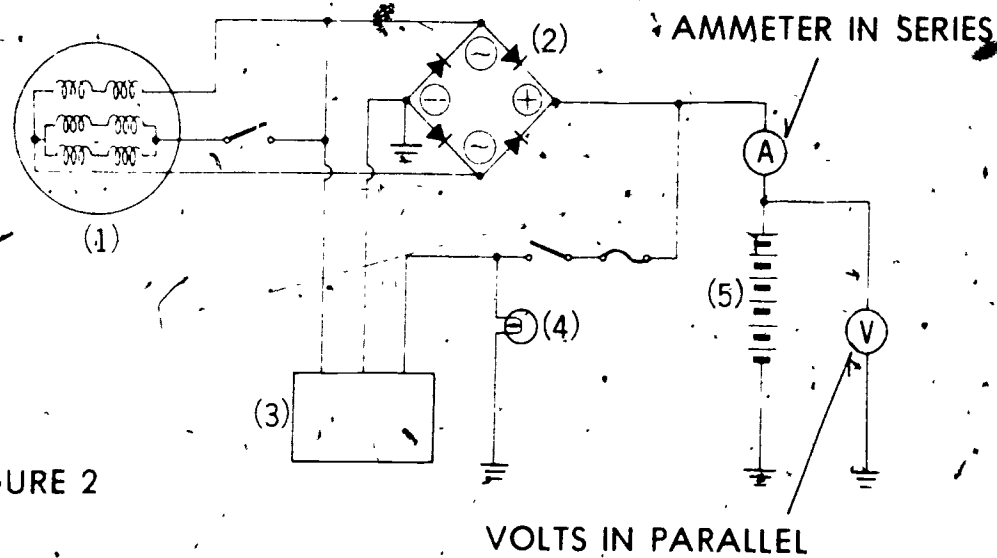 AMMETER IN SERIES
(2)
A
(1)
(5)
(4)
V
(3)
URE 2
VOLTS IN PARALLEL